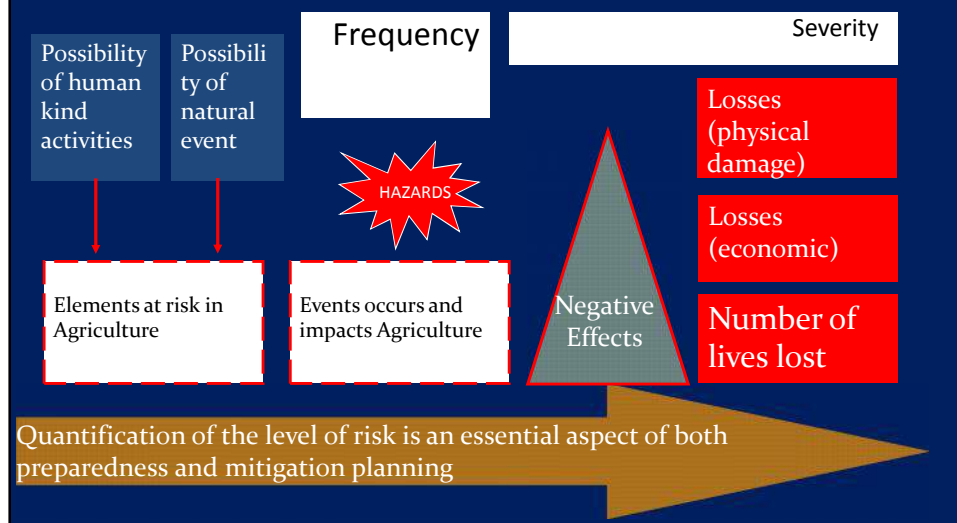 Possibility
of human
kind
activities
Possibili
ty of
natural
event
Frequency
Severity
HAZARDS
Losses
(physical
damage)
Losses
(economic)
Number of
lives lost
Elements at risk in
Agriculture
Events occurs and
impacts Agriculture
Negative
Effects
Quantification of the level of risk is an essential aspect of both
preparedness and mitigation planning